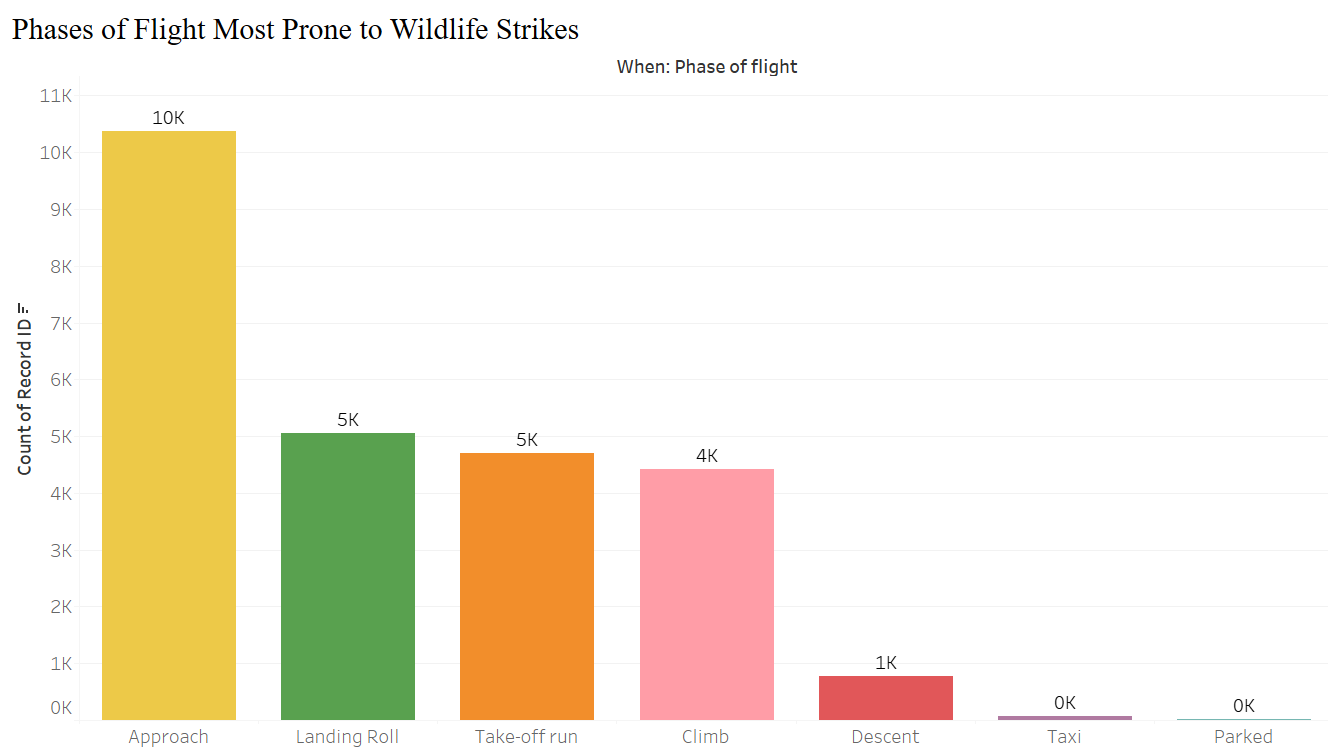 Phases of Flight Most Prone to Wildlife Strikes
When: Phase of flight
Count of Record ID
11K
10K
9K
8K
7K
6K
5K
4K
3K
2K
1K
0K
10K
5K
5K
4K
1K
0K
0K
Approach
Landing Roll
Take-off run
Climb
Descent
Taxi
Parked